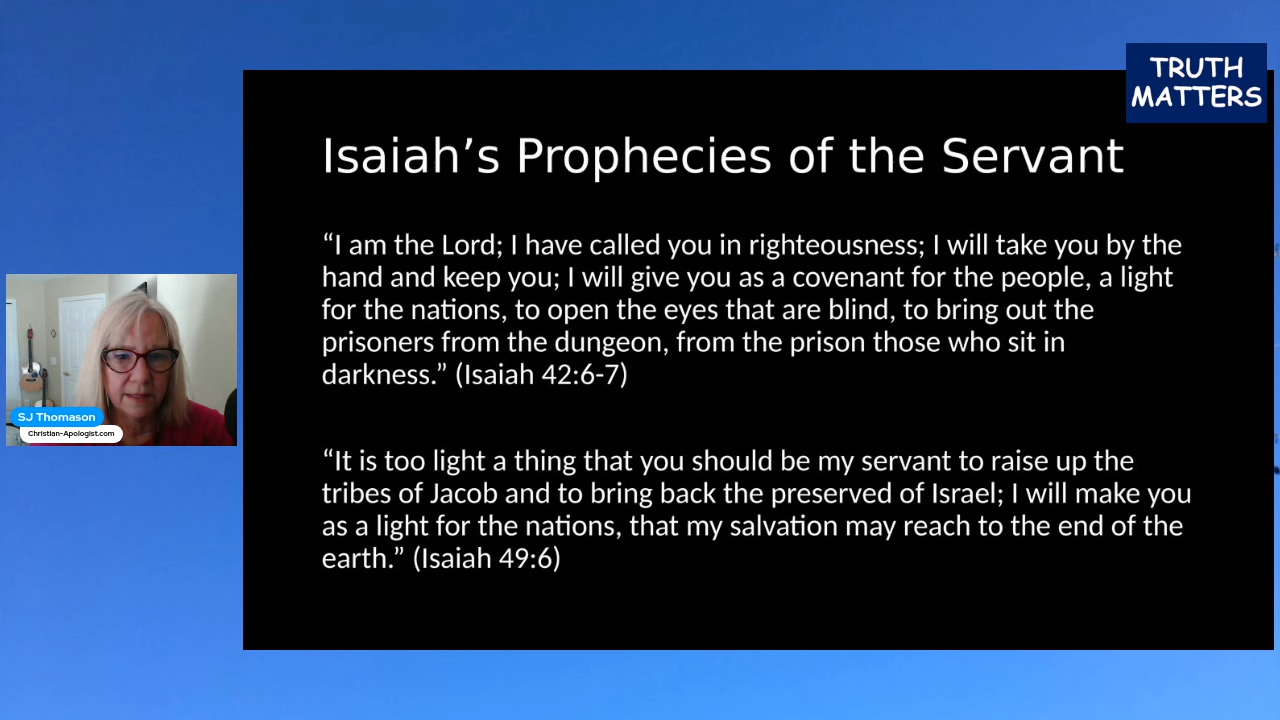 TRUTH
MATTERS
Isaiah’s Prophecies of the Servant
“I am the Lord; I have called you in righteousness; I will take you by the
hand and keep you; I will give you as a covenant for the people, a light
for the nations, to open the eyes that are blind, to bring out the
prisoners from the dungeon, from the prison those who sit in
darkness.” (Isaiah 42:6-7)
“It is too light a thing that you should be my servant to raise up the
tribes of Jacob and to bring back the preserved of Israel; I will make you
as a light for the nations, that my salvation may reach to the end of the
earth.” (Isaiah 49:6)
SJ Thomason
Christian-Apologist.com